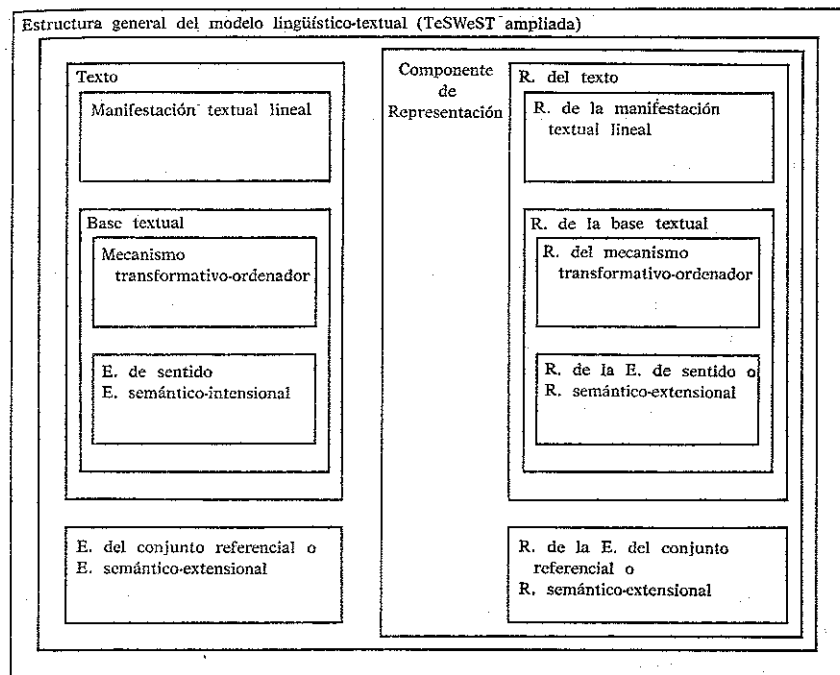 Estructura general del modelo lingüístico-textual (TeSWeST ampliada)
Texto
Manifestación textual lineal
Base textual
Mecanismo
transformativo-ordenador
E. de sentido
E. semántico-intensional
E. del conjunto referencial o
E. semántico-extensional
Componente
de
Representación
R. del texto
R. de la manifestación
textual lineal
R. de la base textual
R. del mecanismo
transformativo-ordenador
R. de la E. de sentido o
R. semántico-extensional
R. de la E. del conjunto
referencial o
R. semántico-extensional